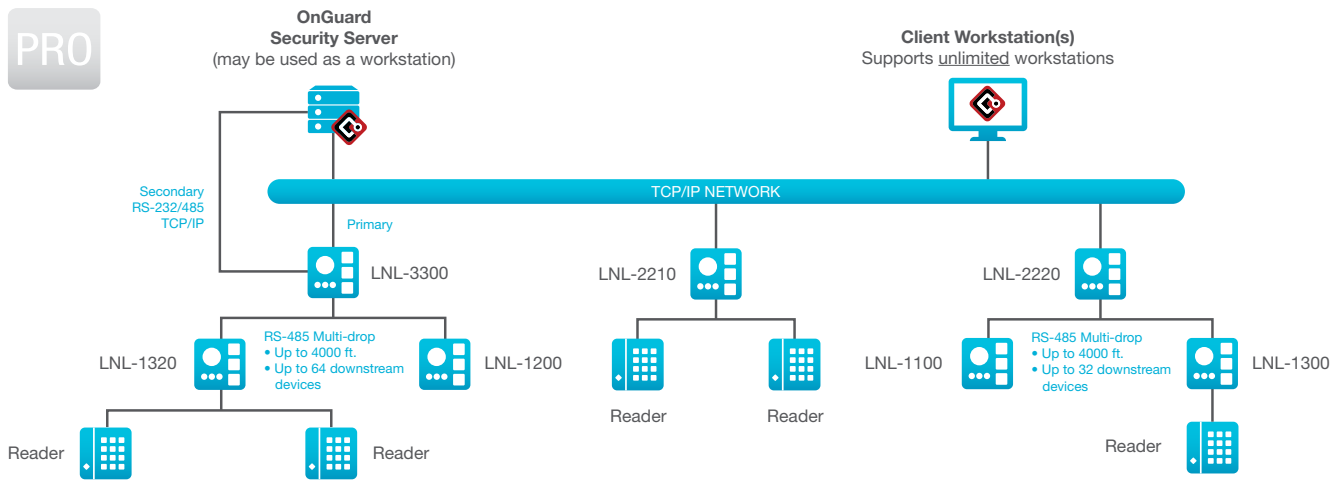 PRO
OnGuard
Security Server
(may be used as a workstation)
Client Workstation(s)
Supports unlimited workstations
Secondary
RS-232/485
TCP/IP
TCP/IP NETWORK
Primary
LNL-3300
LNL-2210
LNL-2220
LNL-1320
RS-485 Multi-drop
• Up to 4000 ft.
• Up to 64 downstream
devices
LNL-1200
LNL-1100
RS-485 Multi-drop
• Up to 4000 ft.
• Up to 32 downstream
devices
LNL-1300
Reader
Reader
Reader
Reader
Reader